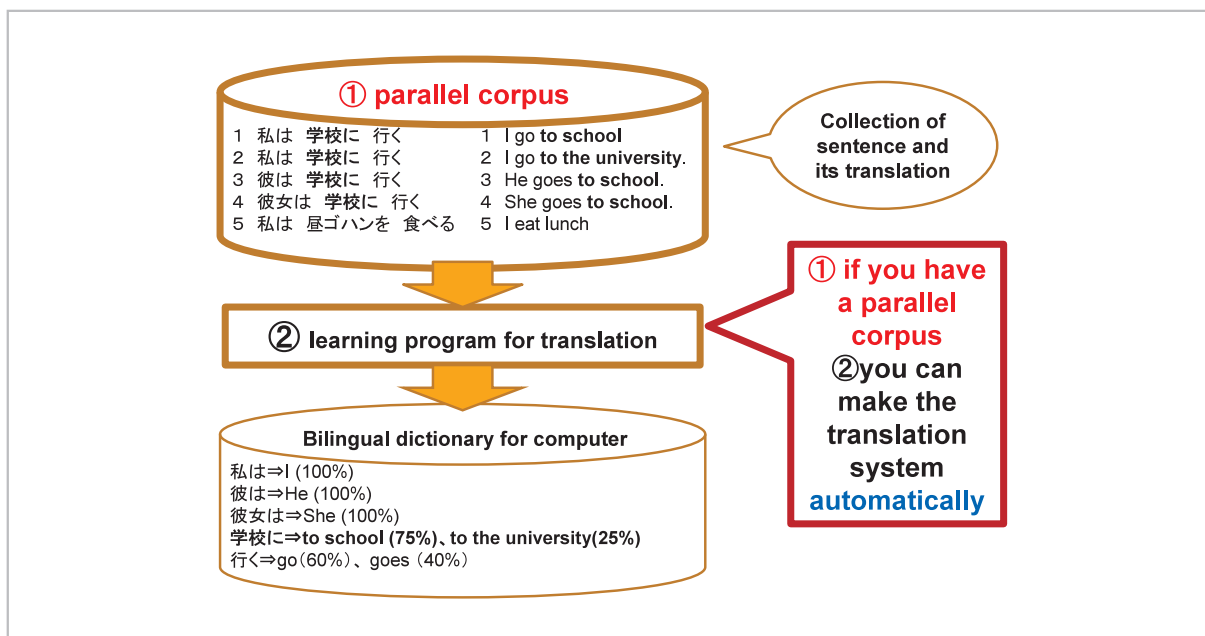 ① parallel corpus
1 私は 学校に 行く
2 私は 学校に 行く
3 彼は 学校に 行く
4 彼女は 学校に 行く
5 私は 昼ゴハンを 食べる
1 I go to school
2 I go to the university.
3 He goes to school.
4 She goes to school.
5 I eat lunch
Collection of
sentence and
its translation
② learning program for translation
① if you have
a parallel
corpus
②you can
make the
translation
system
automatically
Bilingual dictionary for computer
私は⇒I (100%)
彼は⇒He (100%)
彼女は⇒She (100%)
学校に⇒to school (75%)、to the university(25%)
行く⇒go（60%）、goes（40%）